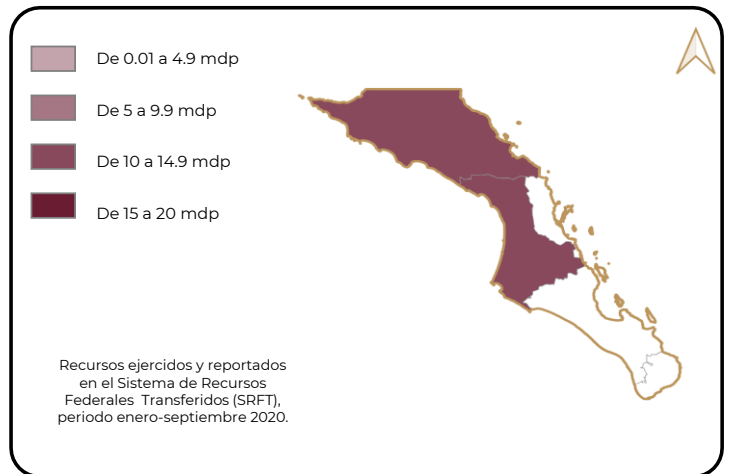 De 0.01 a 4.9 mdp
De 5 a 9.9 mdp
De 10 a 14.9 mdp
De 15 a 20 mdp
Recursos ejercidos y reportados
en el Sistema de Recursos
Federales Transferidos (SRFT),
periodo enero-septiembre 2020.